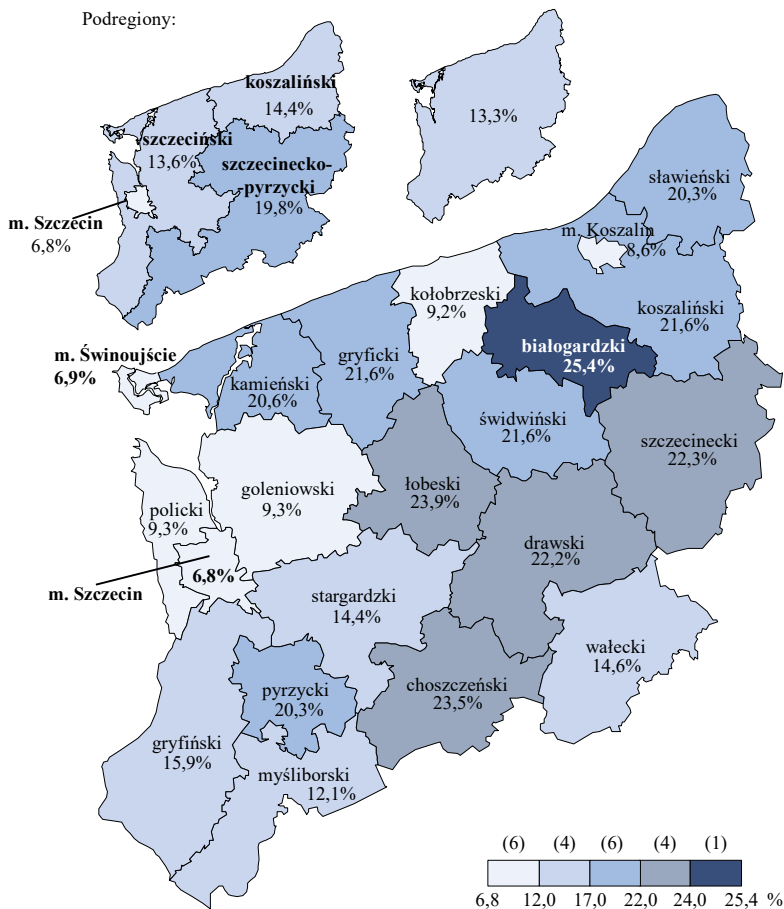 Podregiony:
koszaliński
14,4%
szczeciński
13,6%
szczecinecko-
pyrzycki
19,8%
m. Szczecin
6,8%
13,3%
sławieński
20,3%
m. Koszalin
8,6%
koszaliński
21,6%
kołobrzeski
9,2%
białogardzki
25,4%
m. Świnoujście
6,9%
kamieński
20,6%
gryficki
21,6%
świdwiński
21,6%
szczecinecki
22,3%
goleniowski
9,3%
łobeski
23,9%
policki
9,3%
drawski
22,2%
m. Szczecin
6,8%
stargardzki
14,4%
wałecki
14,6%
pyrzycki
20,3%
choszczeński
23,5%
gryfiński
15,9%
myśliborski
12,1%
(6) (4) (6) (4) (1)
6,8 12,0 17,0 22,0 24,0 25,4 %